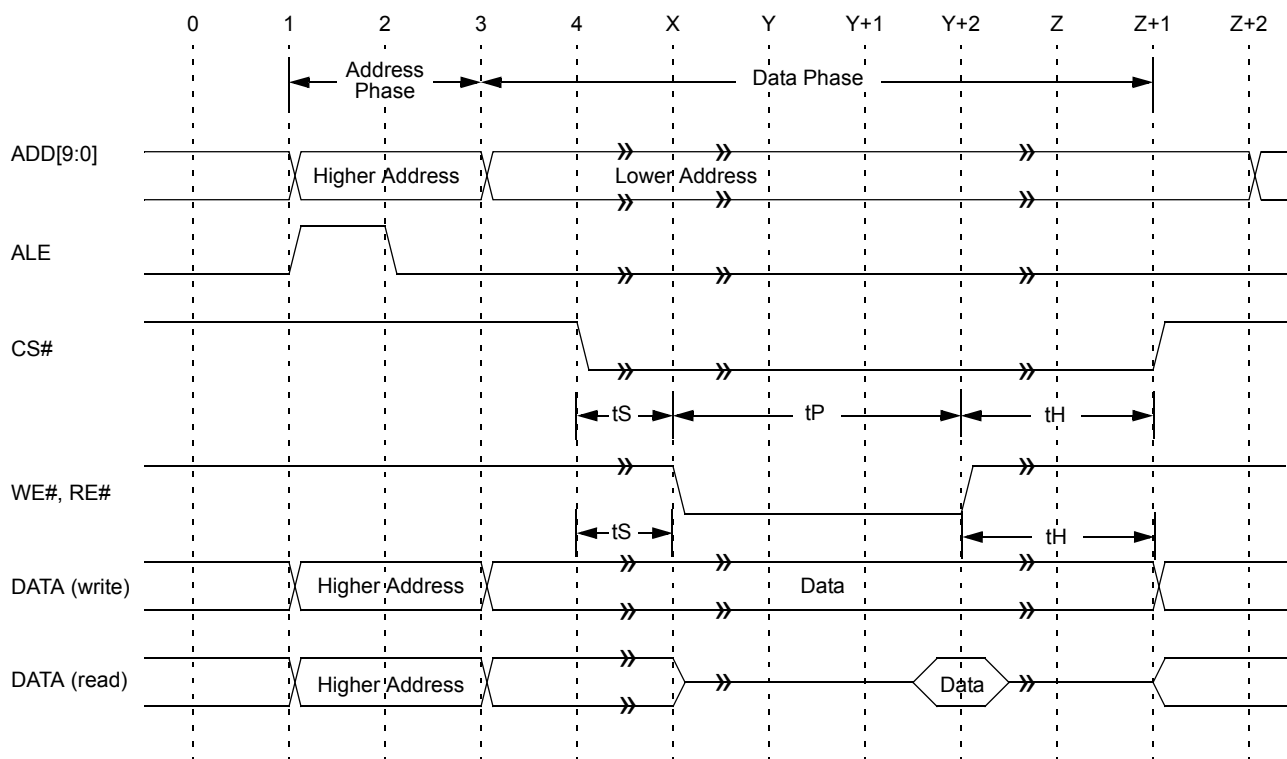 0 1 2 3 4 X Y Y+1 Y+2 Z Z+1 Z+2
Address
Phase
Data Phase
ADD[9:0]
Higher Address
Lower Address
ALE
CS#
tS
tP
tH
WE#, RE#
tS
tH
DATA (write)
Higher Address
Data
DATA (read)
Higher Address
Data